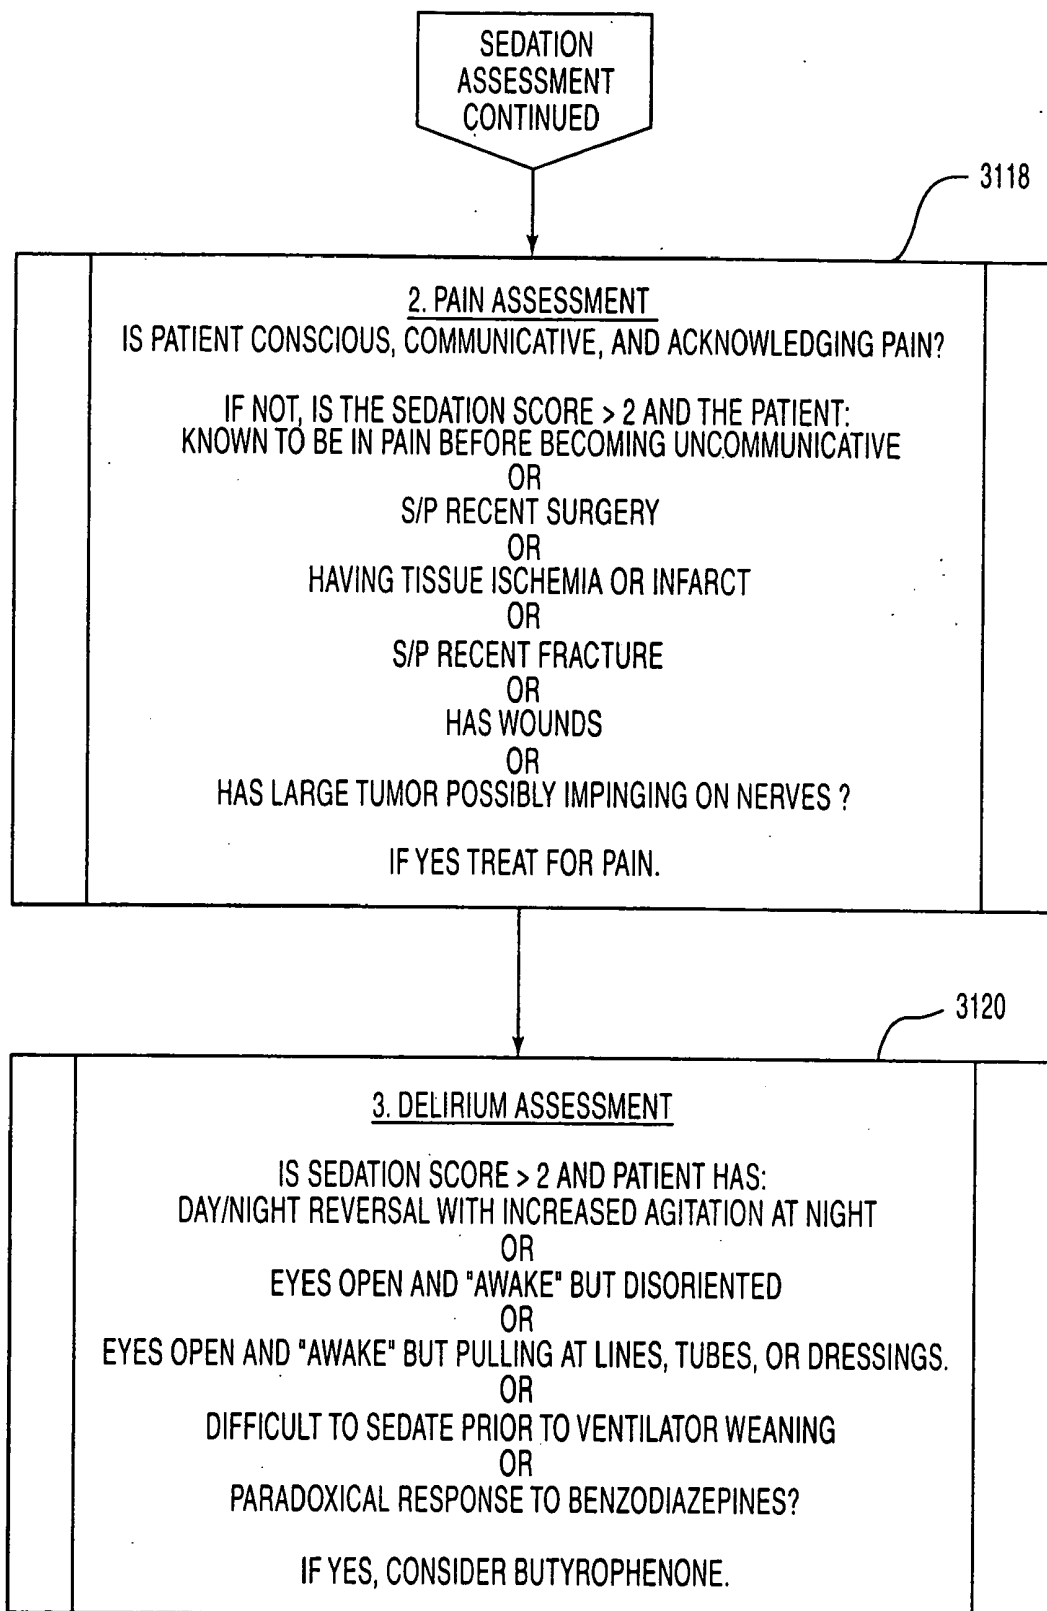 SEDATION
ASSESSMENT
CONTINUED
3118
2. PAIN ASSESSMENT
IS PATIENT CONSCIOUS, COMMUNICATIVE, AND ACKNOWLEDGING PAIN?
IF NOT, IS THE SEDATION SCORE > 2 AND THE PATIENT:
KNOWN TO BE IN PAIN BEFORE BECOMING UNCOMMUNICATIVE
OR
S/P RECENT SURGERY
OR
HAVING TISSUE ISCHEMIA OR INFARCT
OR
S/P RECENT FRACTURE
OR
HAS WOUNDS
OR
HAS LARGE TUMOR POSSIBLY IMPINGING ON NERVES ?
IF YES TREAT FOR PAIN.
3120
3. DELIRIUM ASSESSMENT
IS SEDATION SCORE > 2 AND PATIENT HAS:
DAY/NIGHT REVERSAL WITH INCREASED AGITATION AT NIGHT
OR
EYES OPEN AND "AWAKE" BUT DISORIENTED
OR
EYES OPEN AND "AWAKE" BUT PULLING AT LINES, TUBES, OR DRESSINGS.
OR
DIFFICULT TO SEDATE PRIOR TO VENTILATOR WEANING
OR
PARADOXICAL RESPONSE TO BENZODIAZEPINES?
IF YES, CONSIDER BUTYROPHENONE.